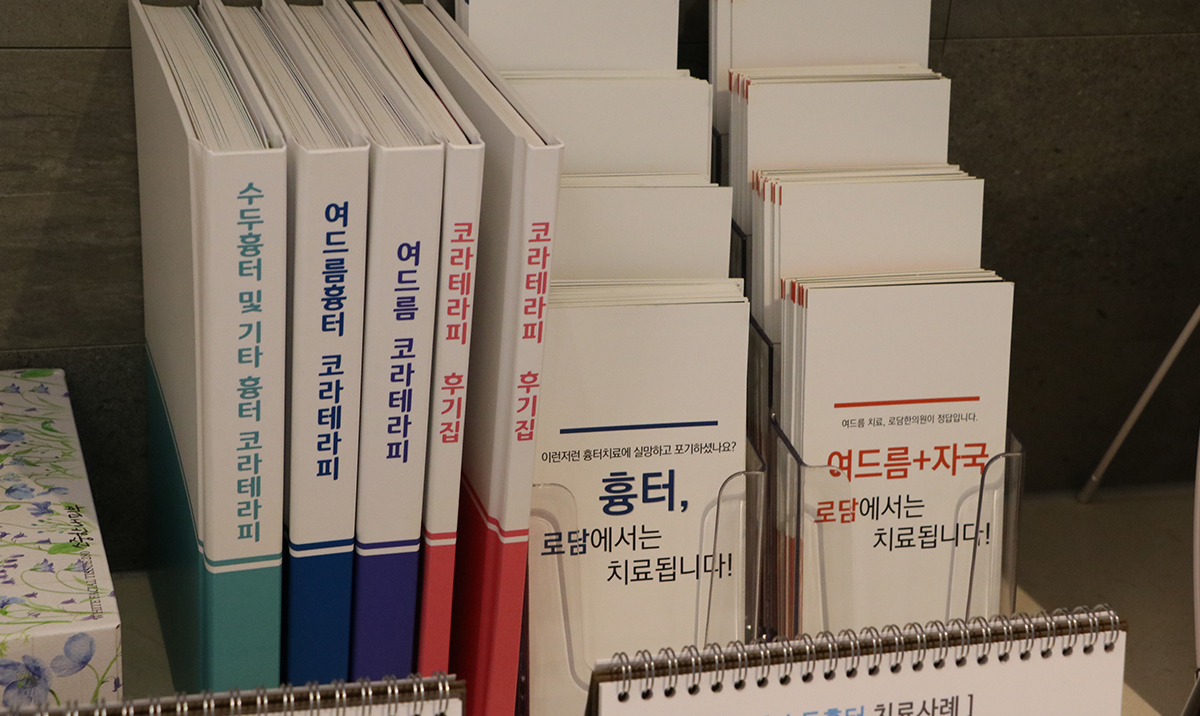 수두흉터 및 기타 흉터 코라테라피
여드름흉터 코라테라피
여드름 코라테라피
코라테라피 후기집
코라테라피 후기집
이런저런 흉터치료에 실망하고 포기하셨나요?
흉터,
로담에서는
치료됩니다!
여드름 치료, 로담한의원이 정답입니다.
여드름+자국
로담에서는
치료됩니다!
치료사례 ]